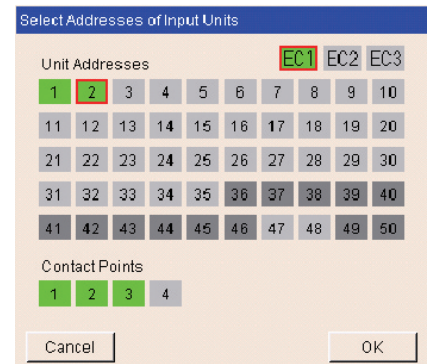 Select Addresses of Input Units
EC1 EC2 EC3
Unit Addresses
1 2 3 4 5 6 7 8 9 10
11 12 13 14 15 16 17 18 19 20
21 22 23 24 25 26 27 28 29 30
31 32 33 34 35 36 37 38 39 40
41 42 43 44 45 46 47 48 49 50
Contact Points
1 2 3 4
Cancel OK